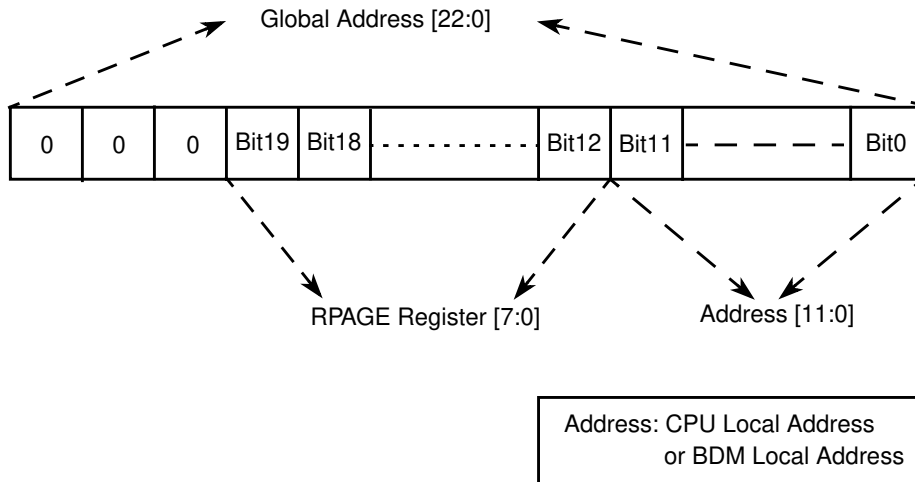 Global Address [22:0]
0 0 0 Bit19 Bit18 Bit12 Bit11 Bit0
RPAGE Register [7:0] Address [11:0]
Address: CPU Local Address
or BDM Local Address